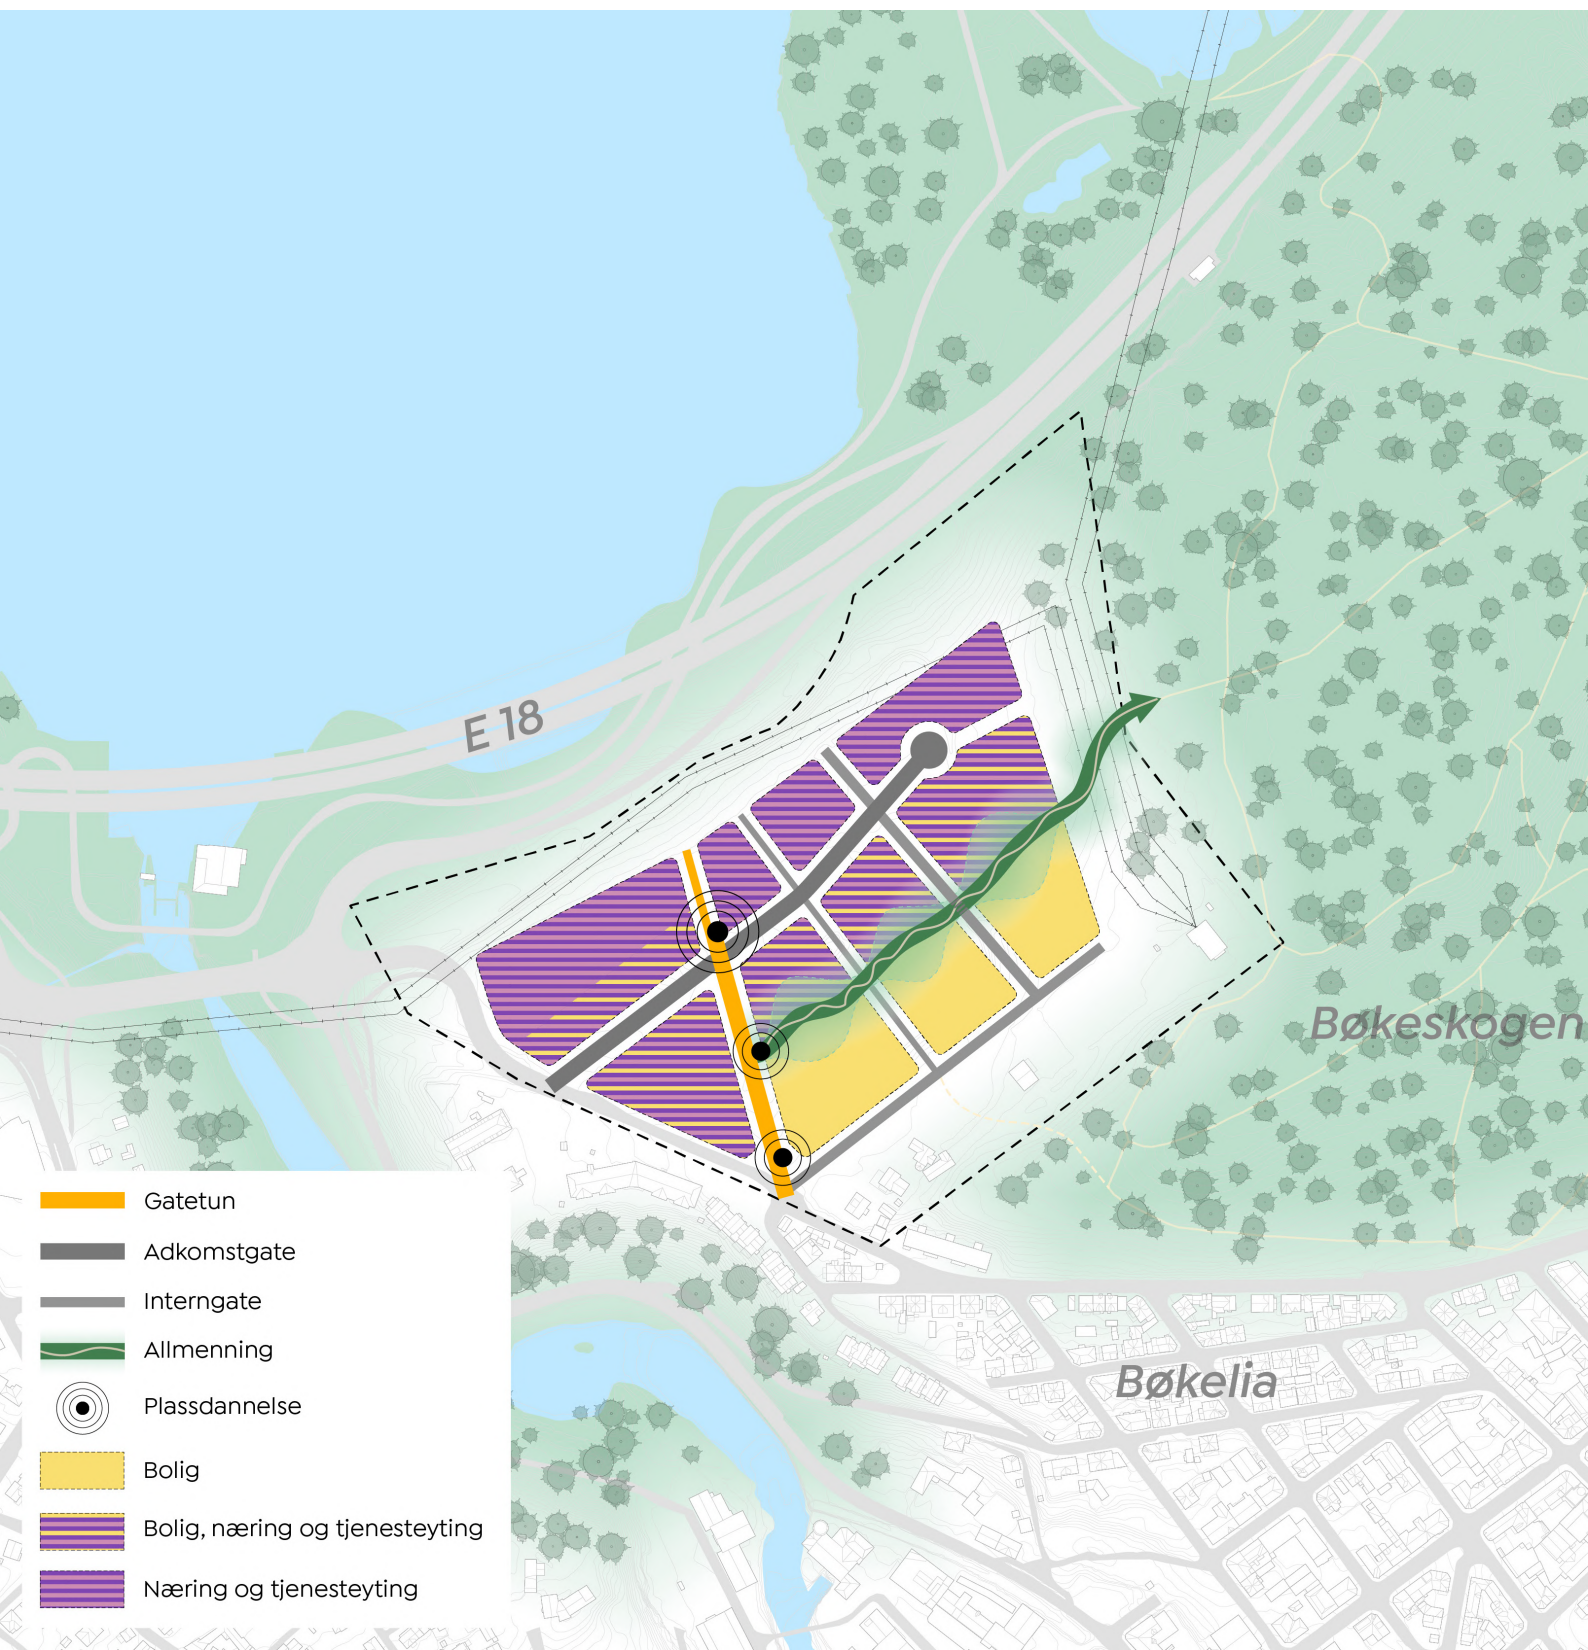 E 18
Bøkeskogen
Gatetun
Adkomstgate
Interngate
Allmenning
Bøkelia
Plassdannelse
Bolig
Bolig, næring og tjenesteyting
Næring og tjenesteyting